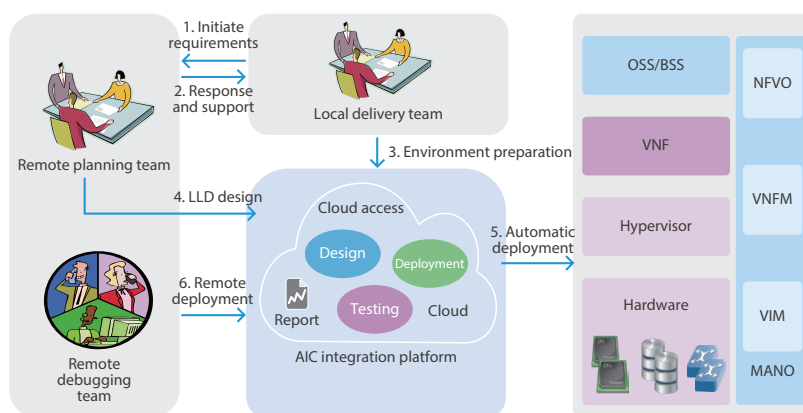 1. Initiate
requirements
2. Response
and support
Local delivery team
Remote planning team
3. Environment preparation
4. LLD design
Cloud access
Design
Deployment
Testing
Report
Cloud
AIC integration platform
5. Automatic
deployment
6. Remote
deployment
Remote
debugging
team
OSS/BSS
VNF
Hypervisor
Hardware
NFVO
VNFM
VIM
MANO